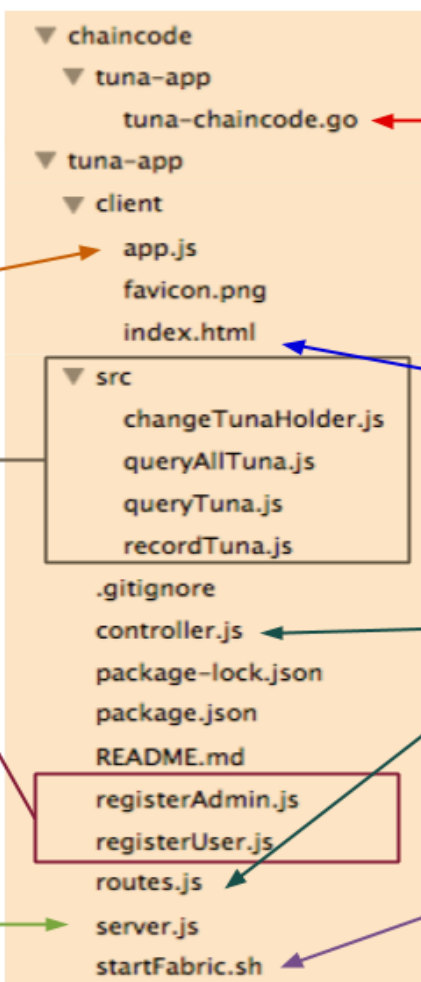 chaincode
tuna-app
tuna-chaincode.go
tuna-app
client
app.js
favicon.png
index.html
src
changeTunaHolder.js
queryAllTuna.js
queryTuna.js
recordTuna.js
.gitignore
controller.js
package-lock.json
package.json
README.md
registerAdmin.js
registerUser.js
routes.js
server.js
startFabric.sh